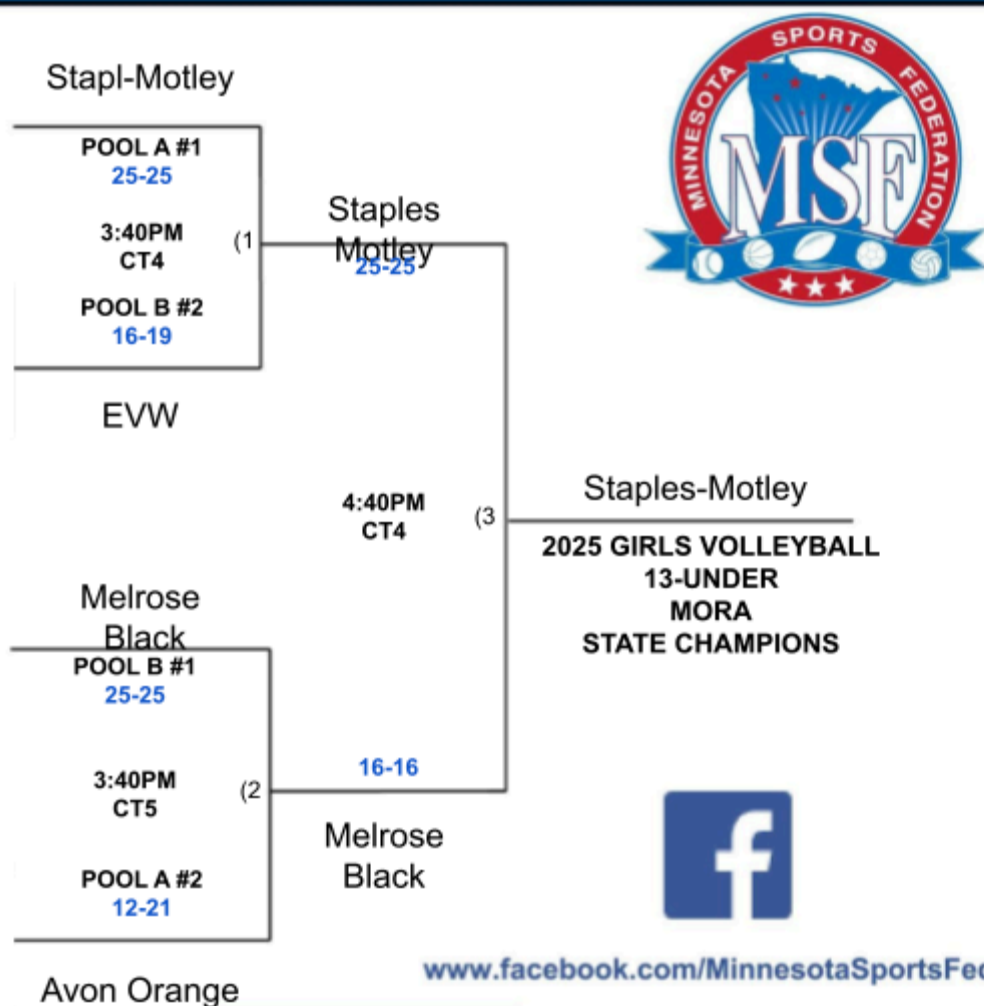 Stapl-Motley
POOL A #1
25-25
3:40PM
CT4
(1
POOL B #2
16-19
EVW
Staples
Motley
25-25
MINNESOTA SPORTS FEDERATION
MSF
4:40PM
CT4
(3
Staples-Motley
2025 GIRLS VOLLEYBALL
13-UNDER
MORA
STATE CHAMPIONS
Melrose
Black
POOL B #1
25-25
3:40PM
CT5
(2
POOL A #2
12-21
Avon Orange
16-16
Melrose
Black
f
www.facebook.com/MinnesotaSportsFed